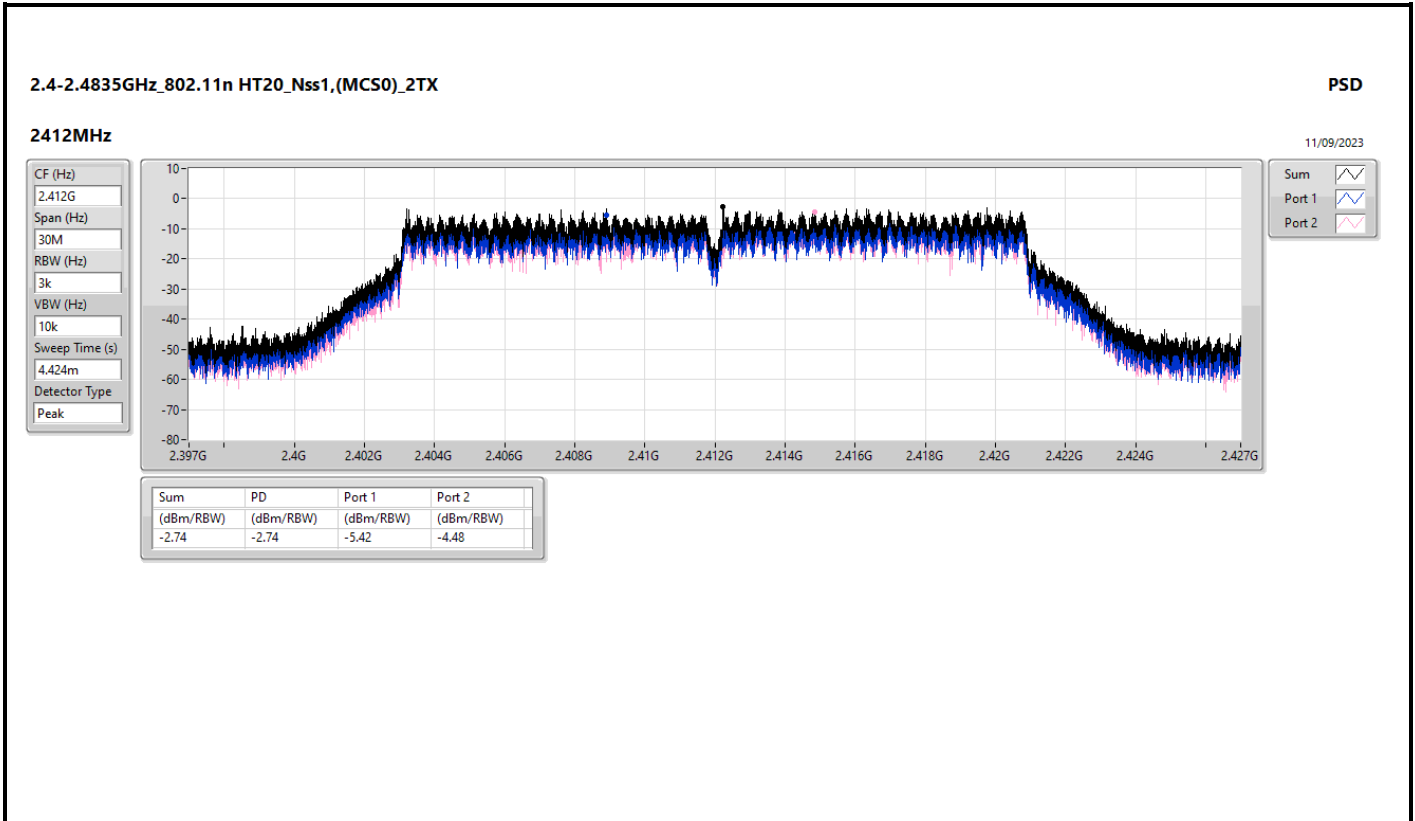 2.4-2.4835GHz_802.11n HT20_Nss1,(MCS0)_2TX
PSD
2412MHz
11/09/2023
CF (Hz)
2.412G
Span (Hz)
30M
RBW (Hz)
3k
VBW (Hz)
10k
Sweep Time (s)
4.424m
Detector Type
Peak
10
0
-10
-20
-30
-40
-50
-60
-70
-80
2.397G 2.4G 2.402G 2.404G 2.406G 2.408G 2.41G 2.412G 2.414G 2.416G 2.418G 2.42G 2.422G 2.424G 2.427G
Sum
Port 1
Port 2
Sum PD Port 1 Port 2
(dBm/RBW) (dBm/RBW) (dBm/RBW) (dBm/RBW)
-2.74 -2.74 -5.42 -4.48